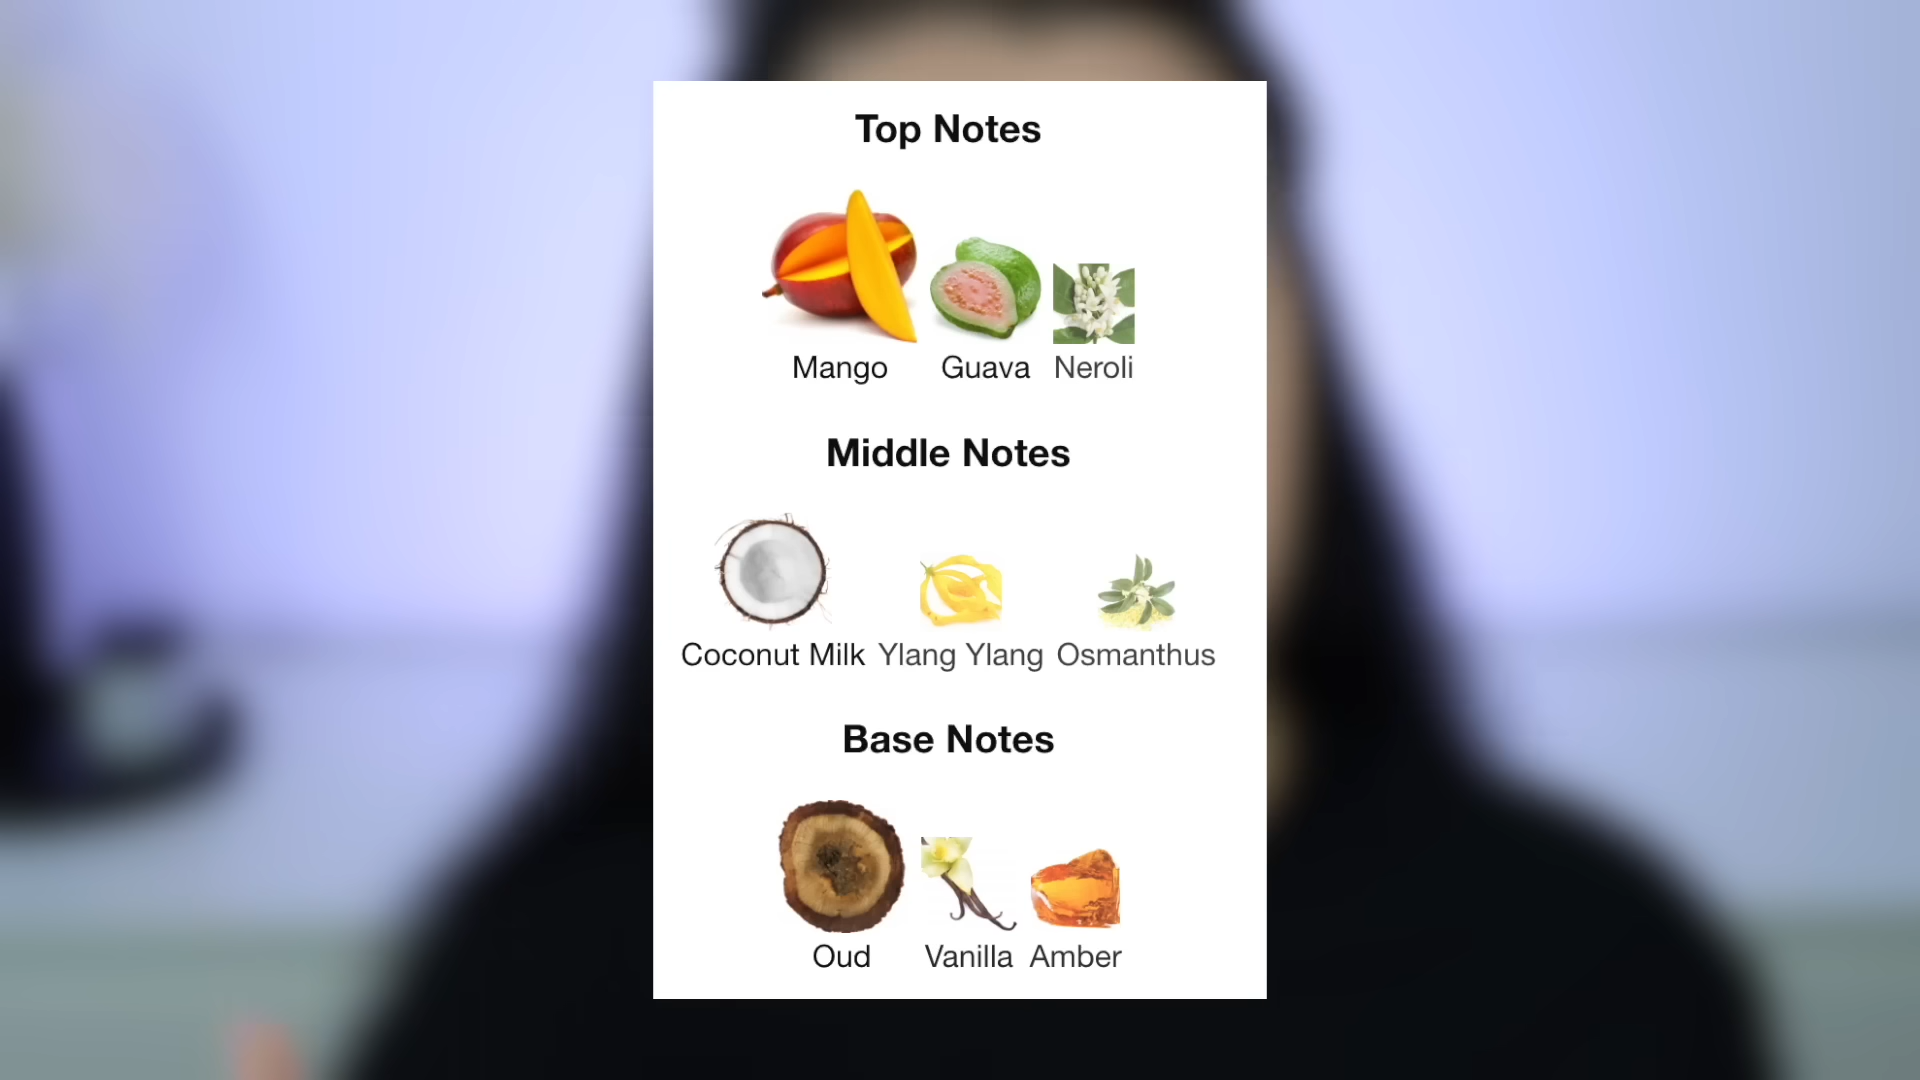 Top Notes
Mango Guava Neroli
Middle Notes
Coconut Milk Ylang Ylang Osmanthus
Base Notes
Oud Vanilla Amber